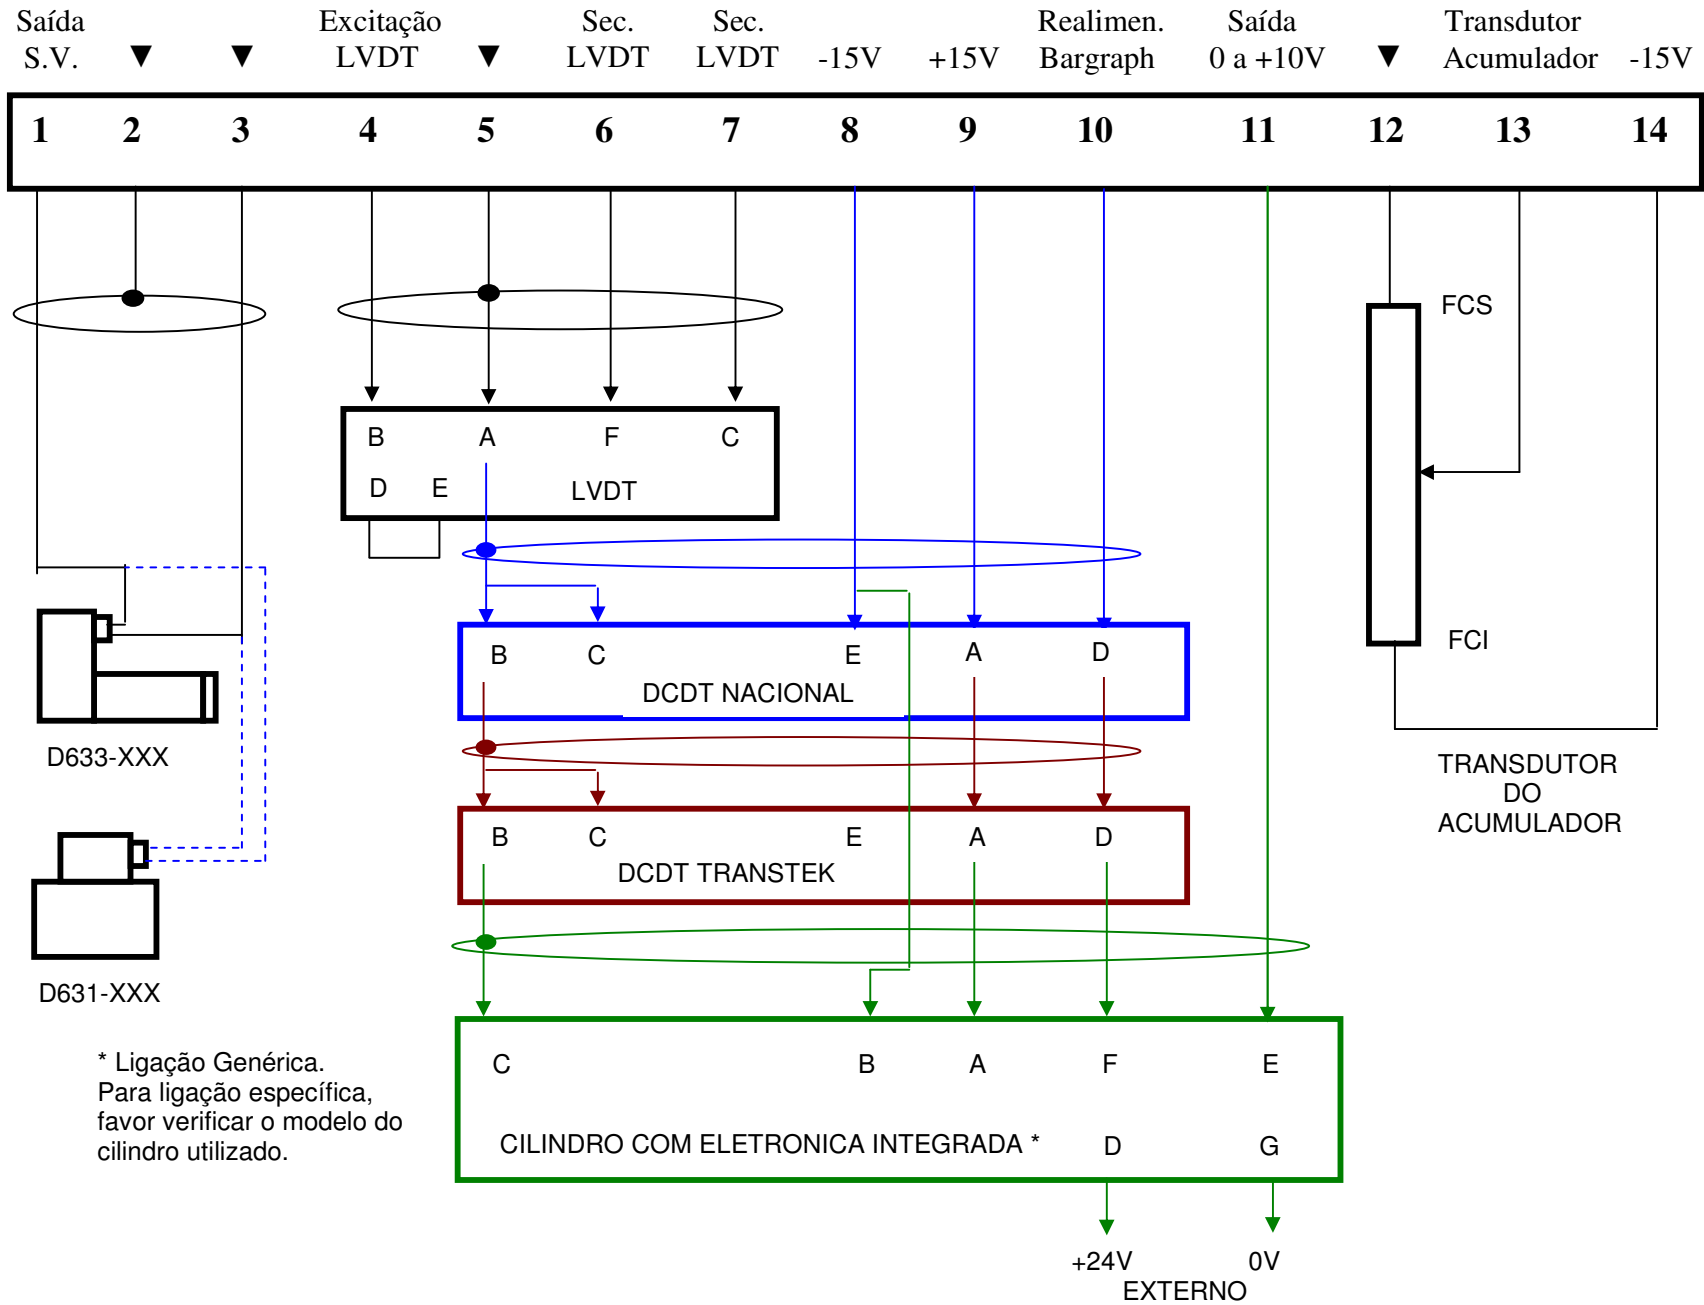 Saída Excitação Sec. Sec. Realimen. Saída Transdutor
S.V. ▼ ▼ LVDT ▼ LVDT LVDT -15V +15V Bargraph 0 a +10V ▼ Acumulador -15V
1 2 3 4 5 6 7 8 9 10 11 12 13 14
FCS
B A F C
D E LVDT
FCI
B C E A D
DCDT NACIONAL
D633-XXX
TRANSDUTOR
DO
ACUMULADOR
B C E A D
DCDT TRANSTEK
D631-XXX
* Ligação Genérica.
Para ligação específica,
favor verificar o modelo do
cilindro utilizado.
C B A F E
CILINDRO COM ELETRONICA INTEGRADA * D G
+24V 0V
EXTERNO